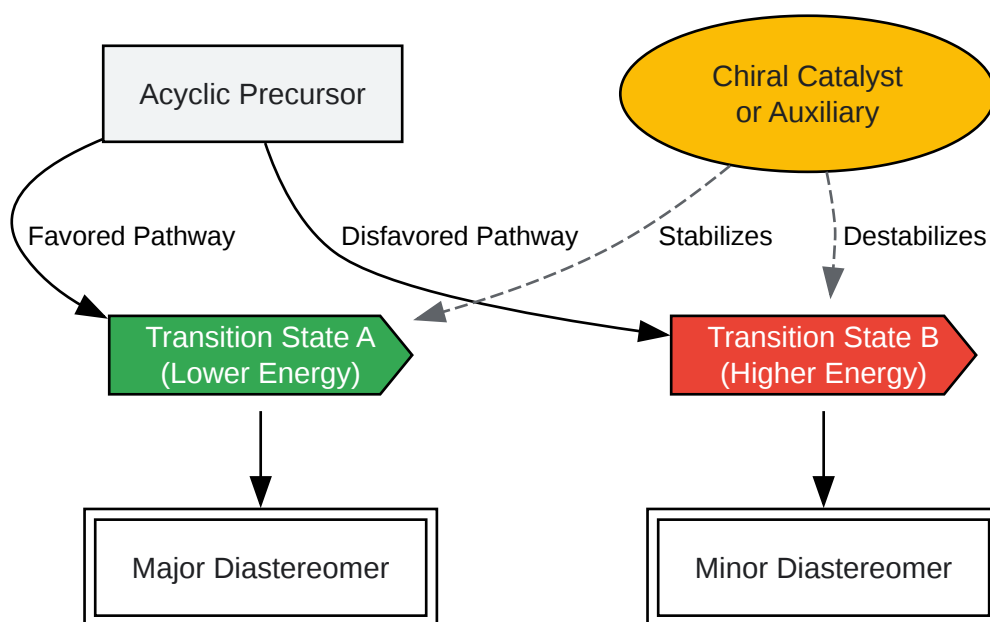 Acyclic Precursor
Chiral Catalyst
or Auxiliary
Favored Pathway
Disfavored Pathway
Stabilizes
Destabilizes
Transition State A
(Lower Energy)
Transition State B
(Higher Energy)
Major Diastereomer
Minor Diastereomer